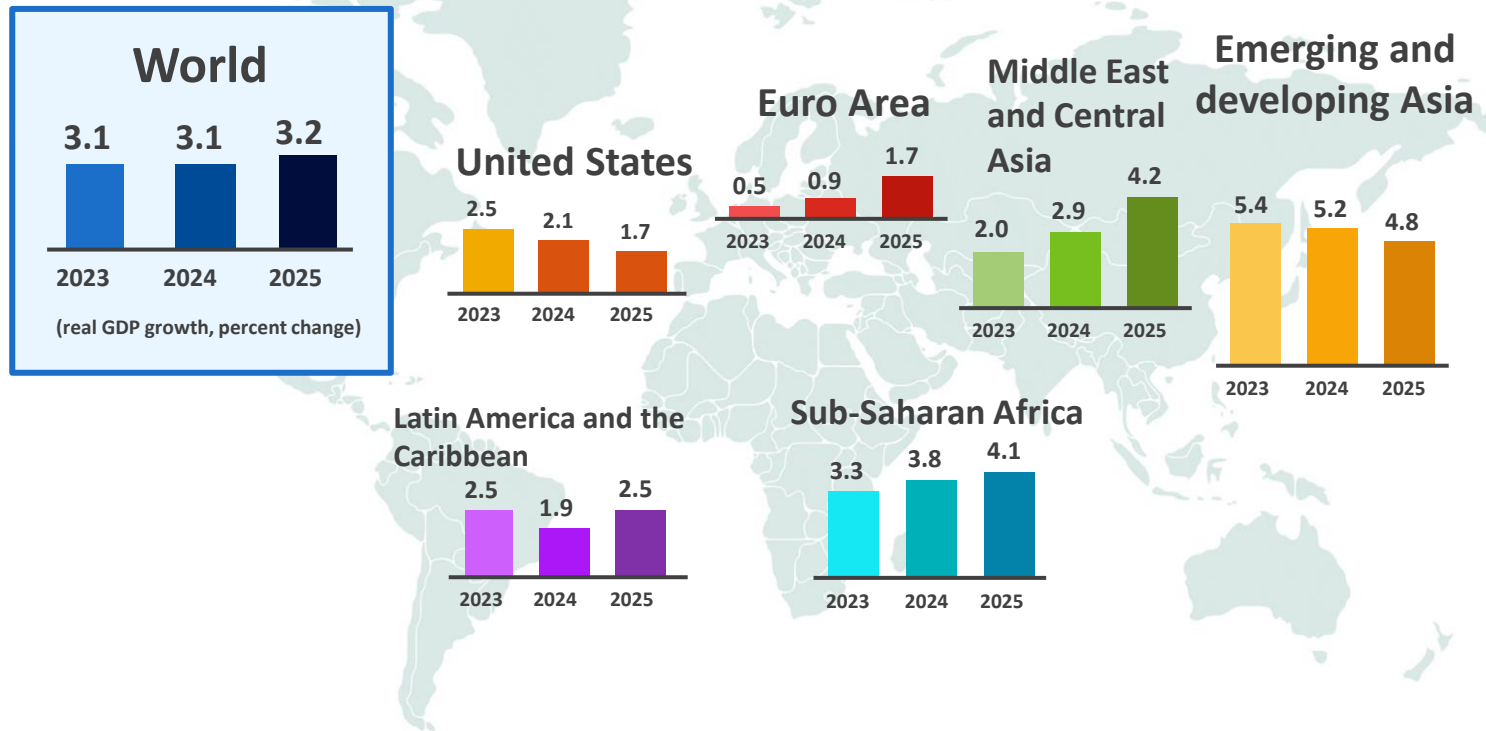 World
3.1 3.1 3.2
2023 2024 2025
(real GDP growth, percent change)
United States
2.5 2.1 1.7
2023 2024 2025
Euro Area
0.5 0.9 1.7
2023 2024 2025
Middle East
and Central
Asia
2.0 2.9 4.2
2023 2024 2025
Emerging and
developing Asia
5.4 5.2 4.8
2023 2024 2025
Latin America and the
Caribbean
2.5 1.9 2.5
2023 2024 2025
Sub-Saharan Africa
3.3 3.8 4.1
2023 2024 2025